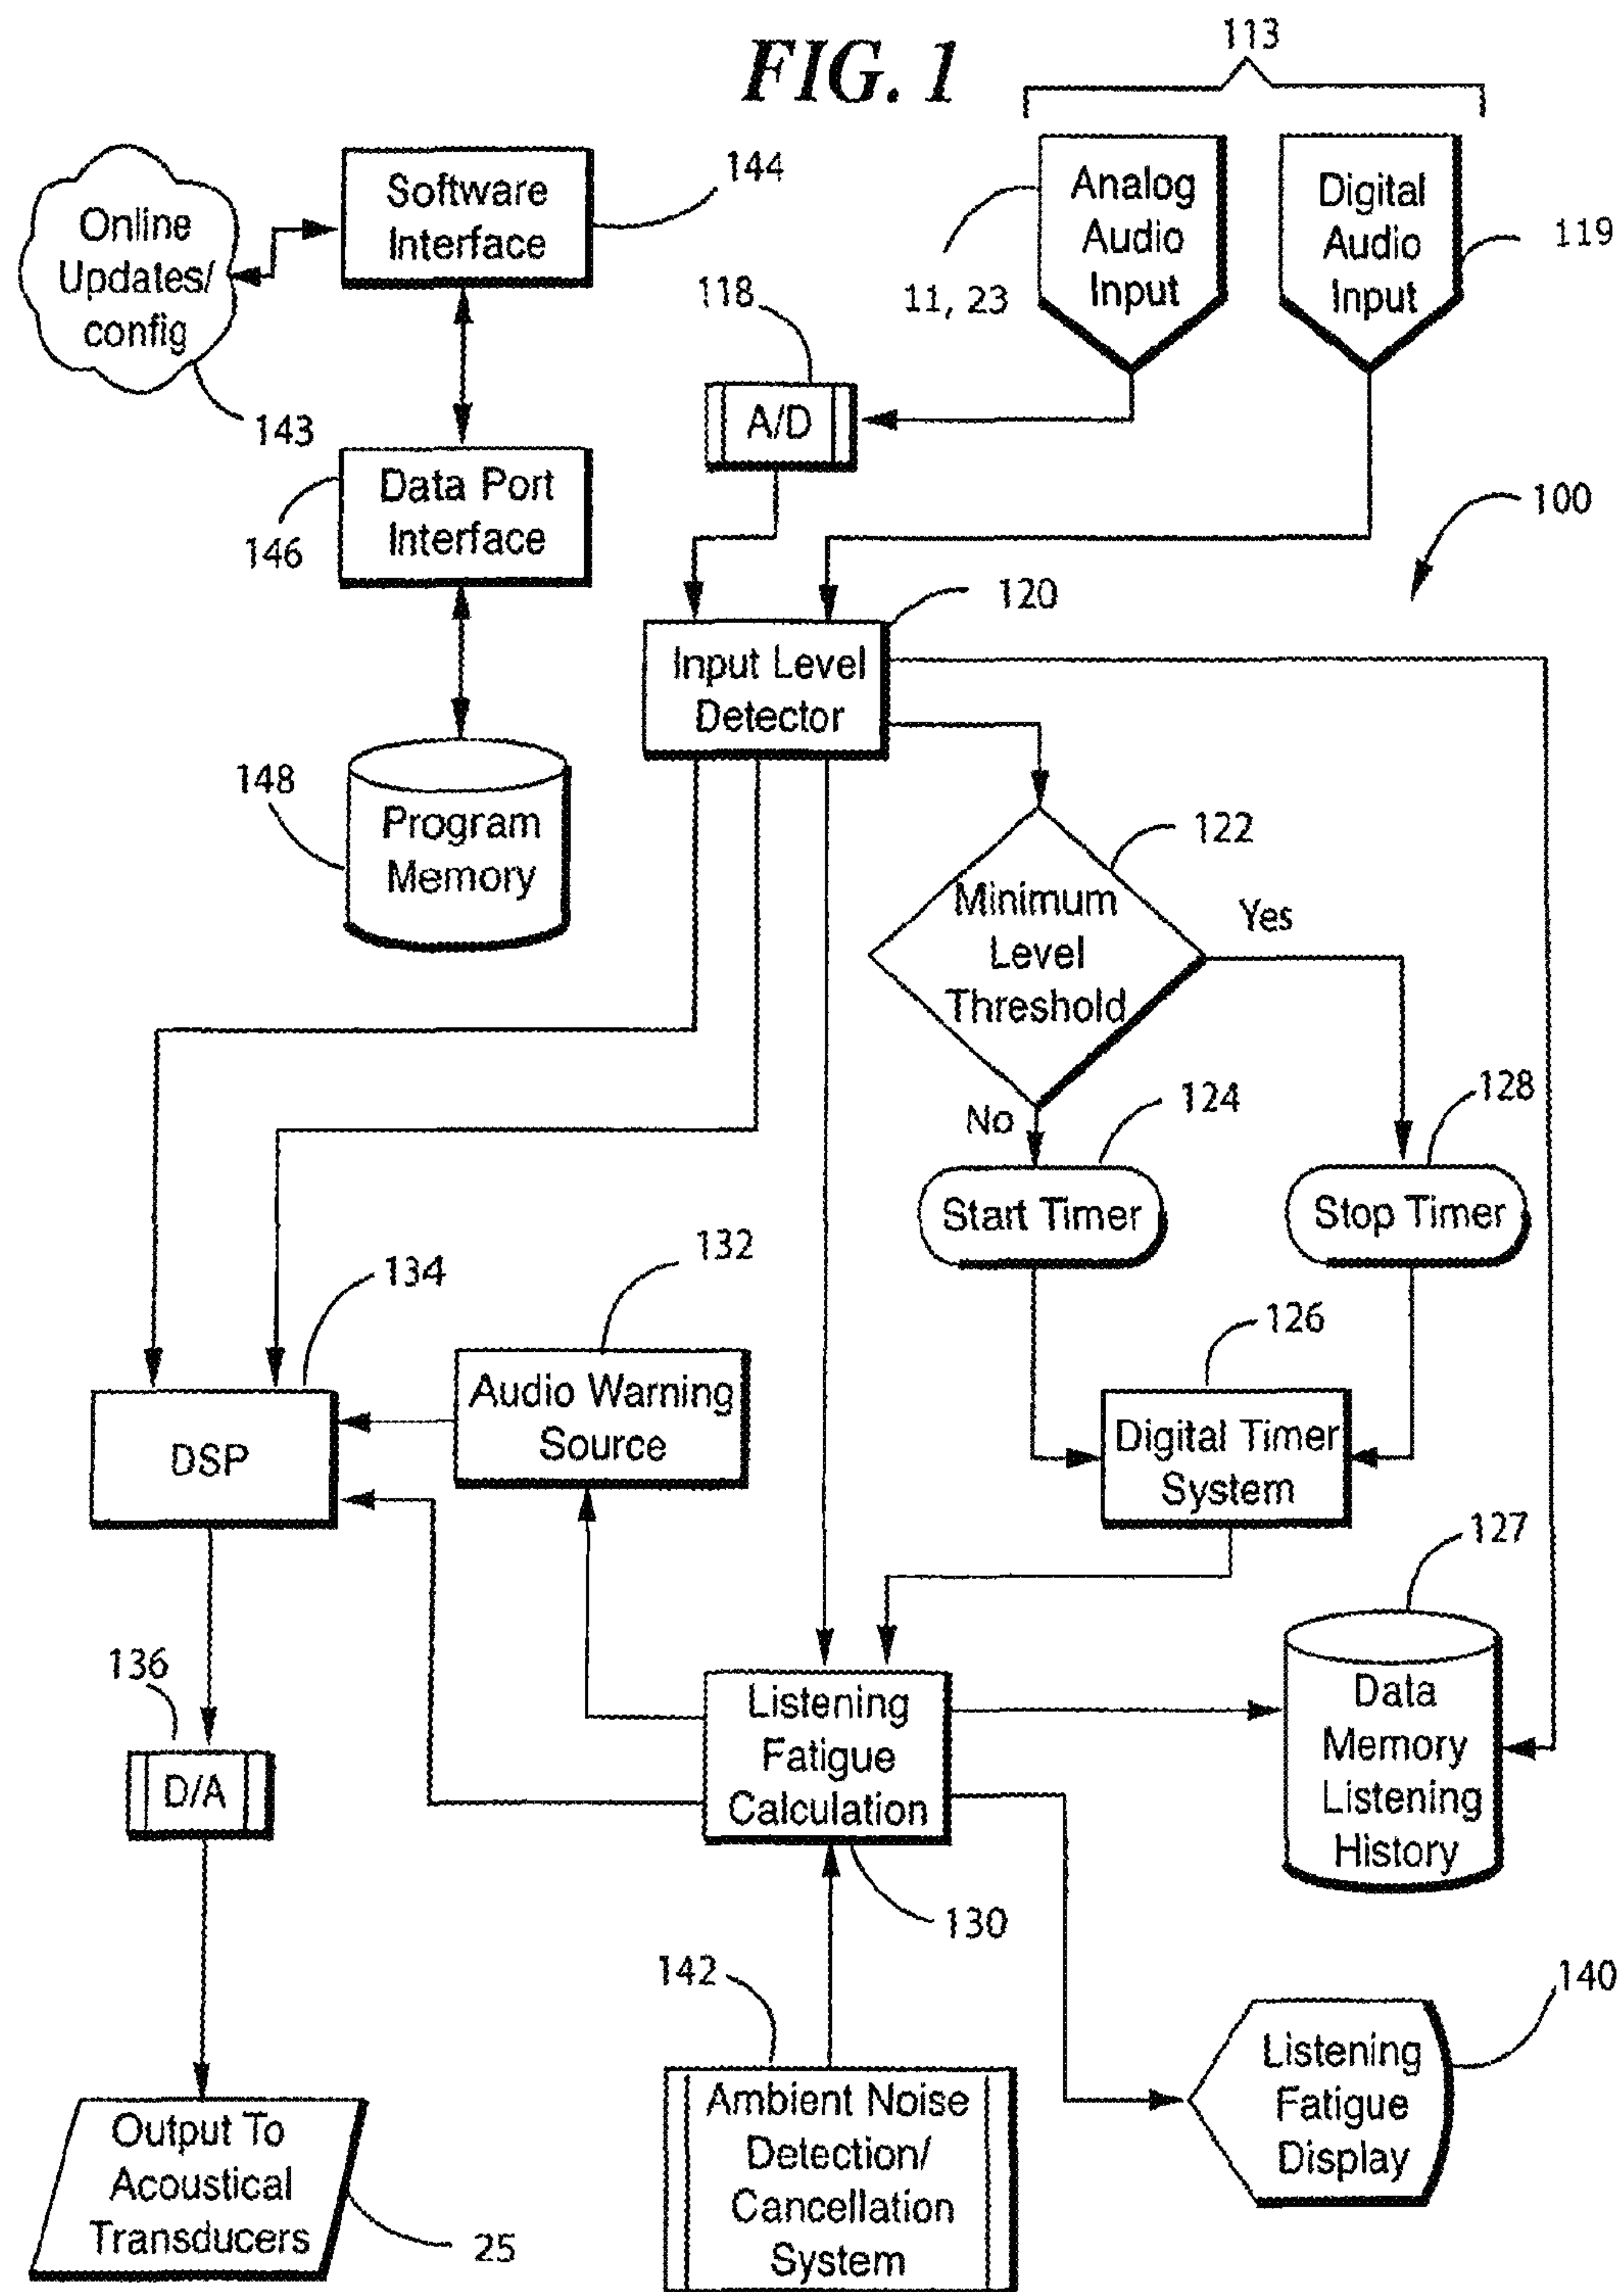 FIG. 1
113
Online
Updates/
config
143
Software
Interface
144
Analog
Audio
Input
11, 23
Digital
Audio
Input
119
118
A/D
Data Port
Interface
146
100
120
Input Level
Detector
148
Program
Memory
122
Minimum
Level
Threshold
Yes
No
124
128
Start Timer
Stop Timer
134
132
126
Audio Warning
Source
DSP
Digital Timer
System
127
136
D/A
Listening
Fatigue
Calculation
130
Data
Memory
Listening
History
142
140
Ambient Noise
Detection/
Cancellation
System
Listening
Fatigue
Display
Output To
Acoustical
Transducers
25